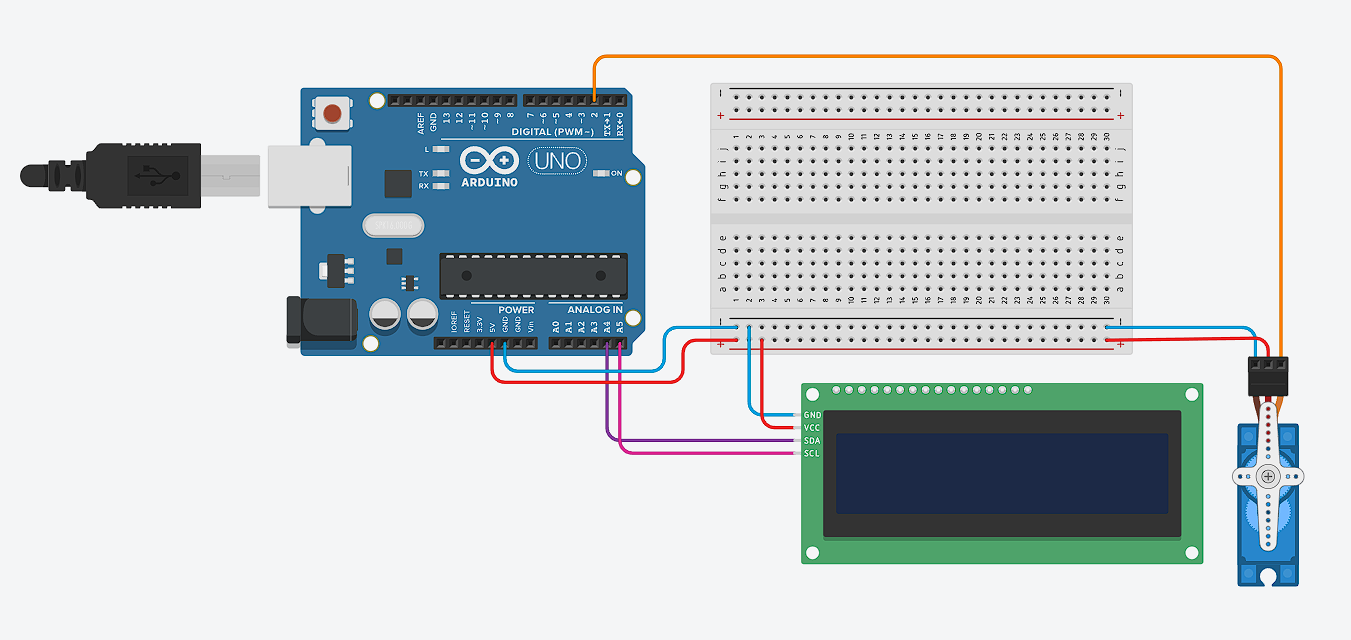 AREF
GND
13
12
~11
~10
~9
8
7
~6
~5
4
~3
2
TX→1
RX←0
DIGITAL (PWM~)
L
TX
RX
ARDUINO
UNO
ON
POWER
ANALOG IN
IOREF
RESET
3.3V
5V
GND
GND
Vin
A0
A1
A2
A3
A4
A5
− −
+ +
1 2 3 4 5 6 7 8 9 10 11 12 13 14 15 16 17 18 19 20 21 22 23 24 25 26 27 28 29 30
j j
i i
h h
g g
f f
e e
d d
c c
b b
a a
1 2 3 4 5 6 7 8 9 10 11 12 13 14 15 16 17 18 19 20 21 22 23 24 25 26 27 28 29 30
− −
+ +
GND
VCC
SDA
SCL